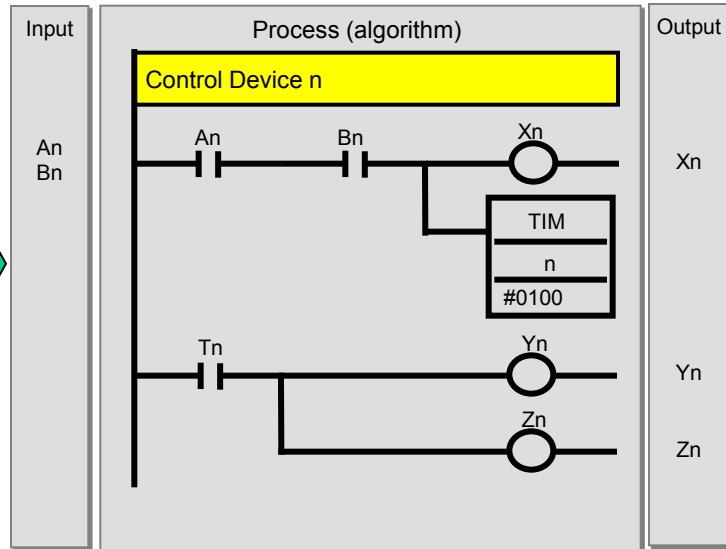 Input
Process (algorithm)
Output
Control Device n
An
Bn
An
Bn
Xn
Xn
TIM
n
#0100
Tn
Yn
Yn
Zn
Zn